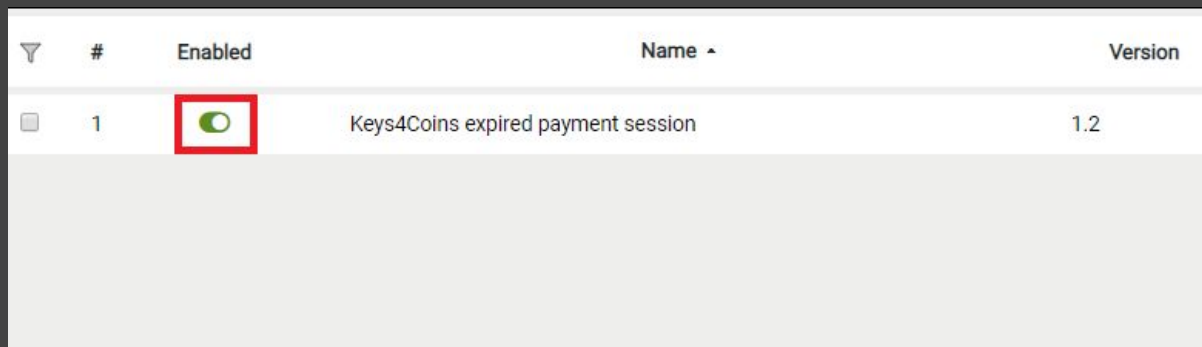 # Enabled Name Version
1 Keys4Coins expired payment session 1.2